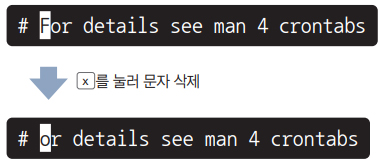 # For details see man 4 crontabs
x를 눌러 문자 삭제
# or details see man 4 crontabs